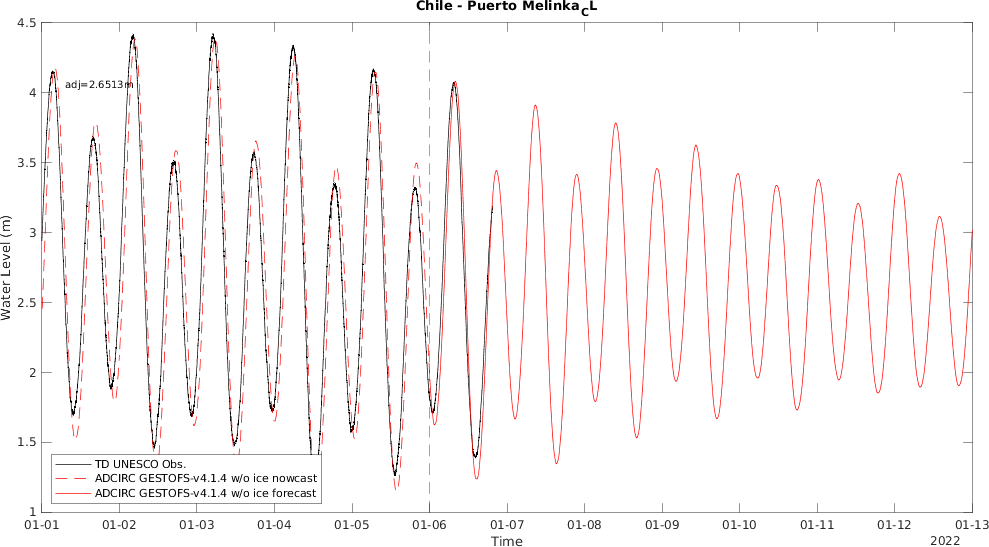 Chile - Puerto MelinkaCL
4.5
4
3.5
3
2.5
2
1.5
1
Water Level (m)
adj=2.6513m
TD UNESCO Obs.
ADCIRC GESTOFS-v4.1.4 w/o ice nowcast
ADCIRC GESTOFS-v4.1.4 w/o ice forecast
01-01 01-02 01-03 01-04 01-05 01-06 01-07 01-08 01-09 01-10 01-11 01-12 01-13
Time
2022